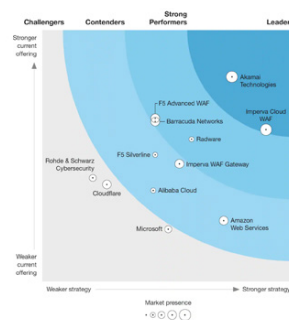 Challengers
Contenders
Strong
Performers
Leaders
Stronger
current
offering
Akamai
Technologies
F5 Advanced WAF
Imperva Cloud
WAF
Barracuda Networks
Radware
F5 Silverline
Rohde & Schwarz
Cybersecurity
Imperva WAF Gateway
Cloudflare
Alibaba Cloud
Amazon
Web Services
Microsoft
Weaker
current
offering
Weaker strategy
Stronger strategy
Market presence